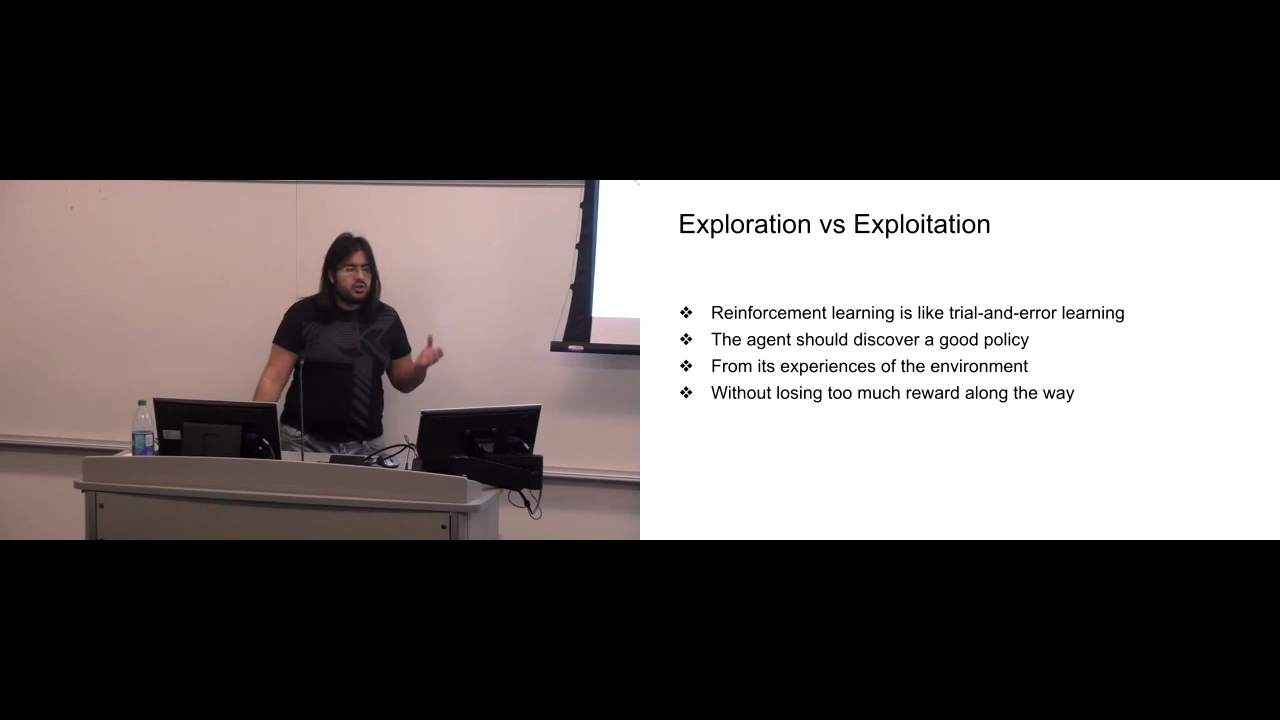 Exploration vs Exploitation
❖ Reinforcement learning is like trial-and-error learning
❖ The agent should discover a good policy
❖ From its experiences of the environment
❖ Without losing too much reward along the way